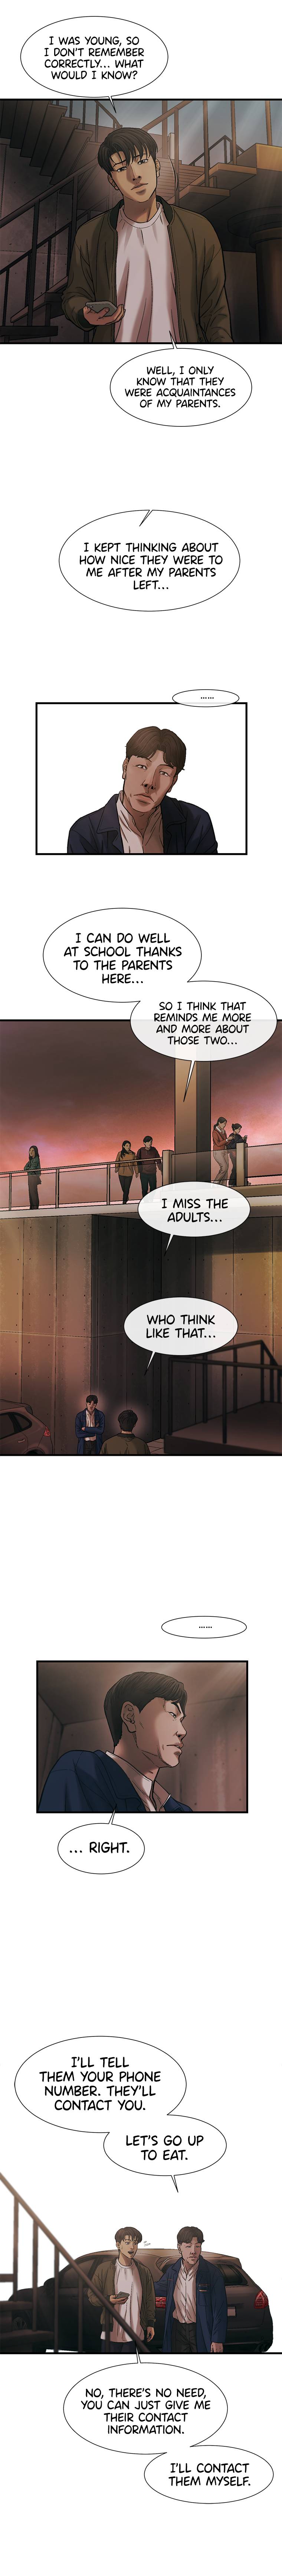 I WAS YOUNG, SO
I DON'T REMEMBER
CORRECTLY... WHAT
WOULD I KNOW?
WELL, I ONLY
KNOW THAT THEY
WERE ACQUAINTANCES
OF MY PARENTS.
I KEPT THINKING ABOUT
HOW NICE THEY WERE TO
ME AFTER MY PARENTS
LEFT...
......
I CAN DO WELL
AT SCHOOL THANKS
TO THE PARENTS
HERE...
SO I THINK THAT
REMINDS ME MORE
AND MORE ABOUT
THOSE TWO...
I MISS THE
ADULTS...
WHO THINK
LIKE THAT...
......
... RIGHT.
I'LL TELL
THEM YOUR PHONE
NUMBER. THEY'LL
CONTACT YOU.
LET'S GO UP
TO EAT.
NO, THERE'S NO NEED,
YOU CAN JUST GIVE ME
THEIR CONTACT
INFORMATION.
I'LL CONTACT
THEM MYSELF.